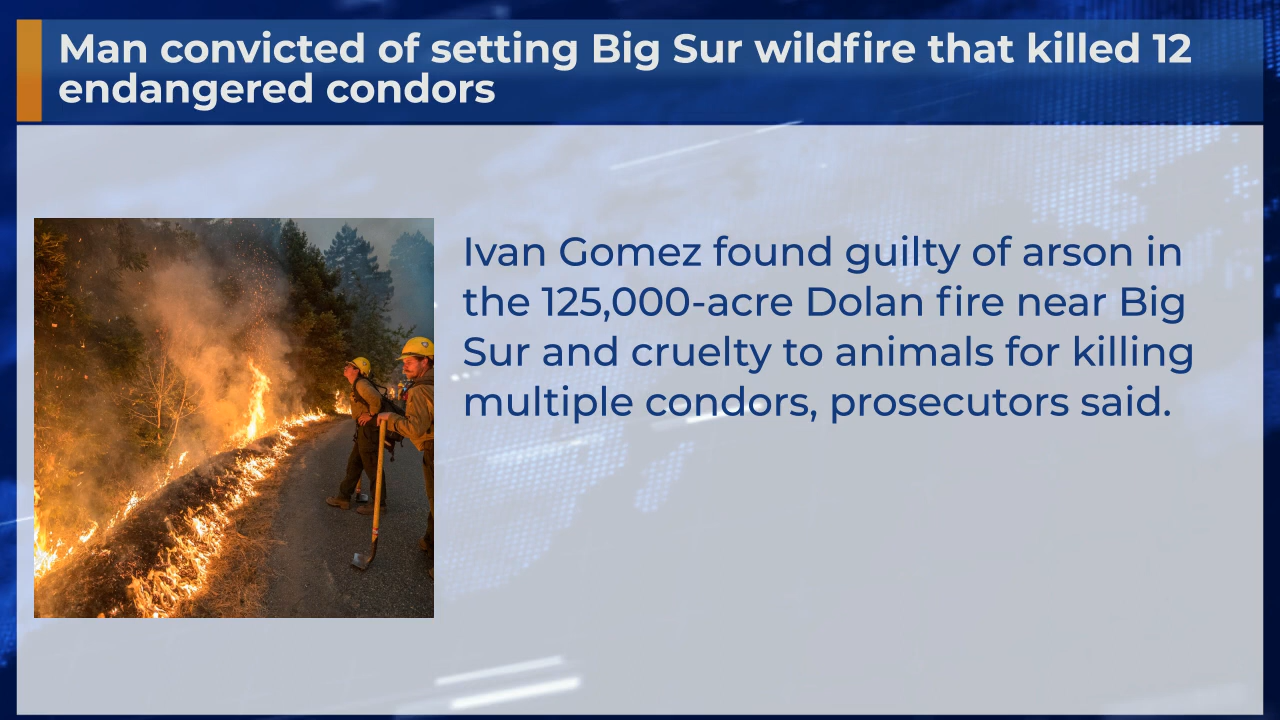 Man convicted of setting Big Sur wildfire that killed 12
endangered condors
Ivan Gomez found guilty of arson in
the 125,000-acre Dolan fire near Big
Sur and cruelty to animals for killing
multiple condors, prosecutors said.